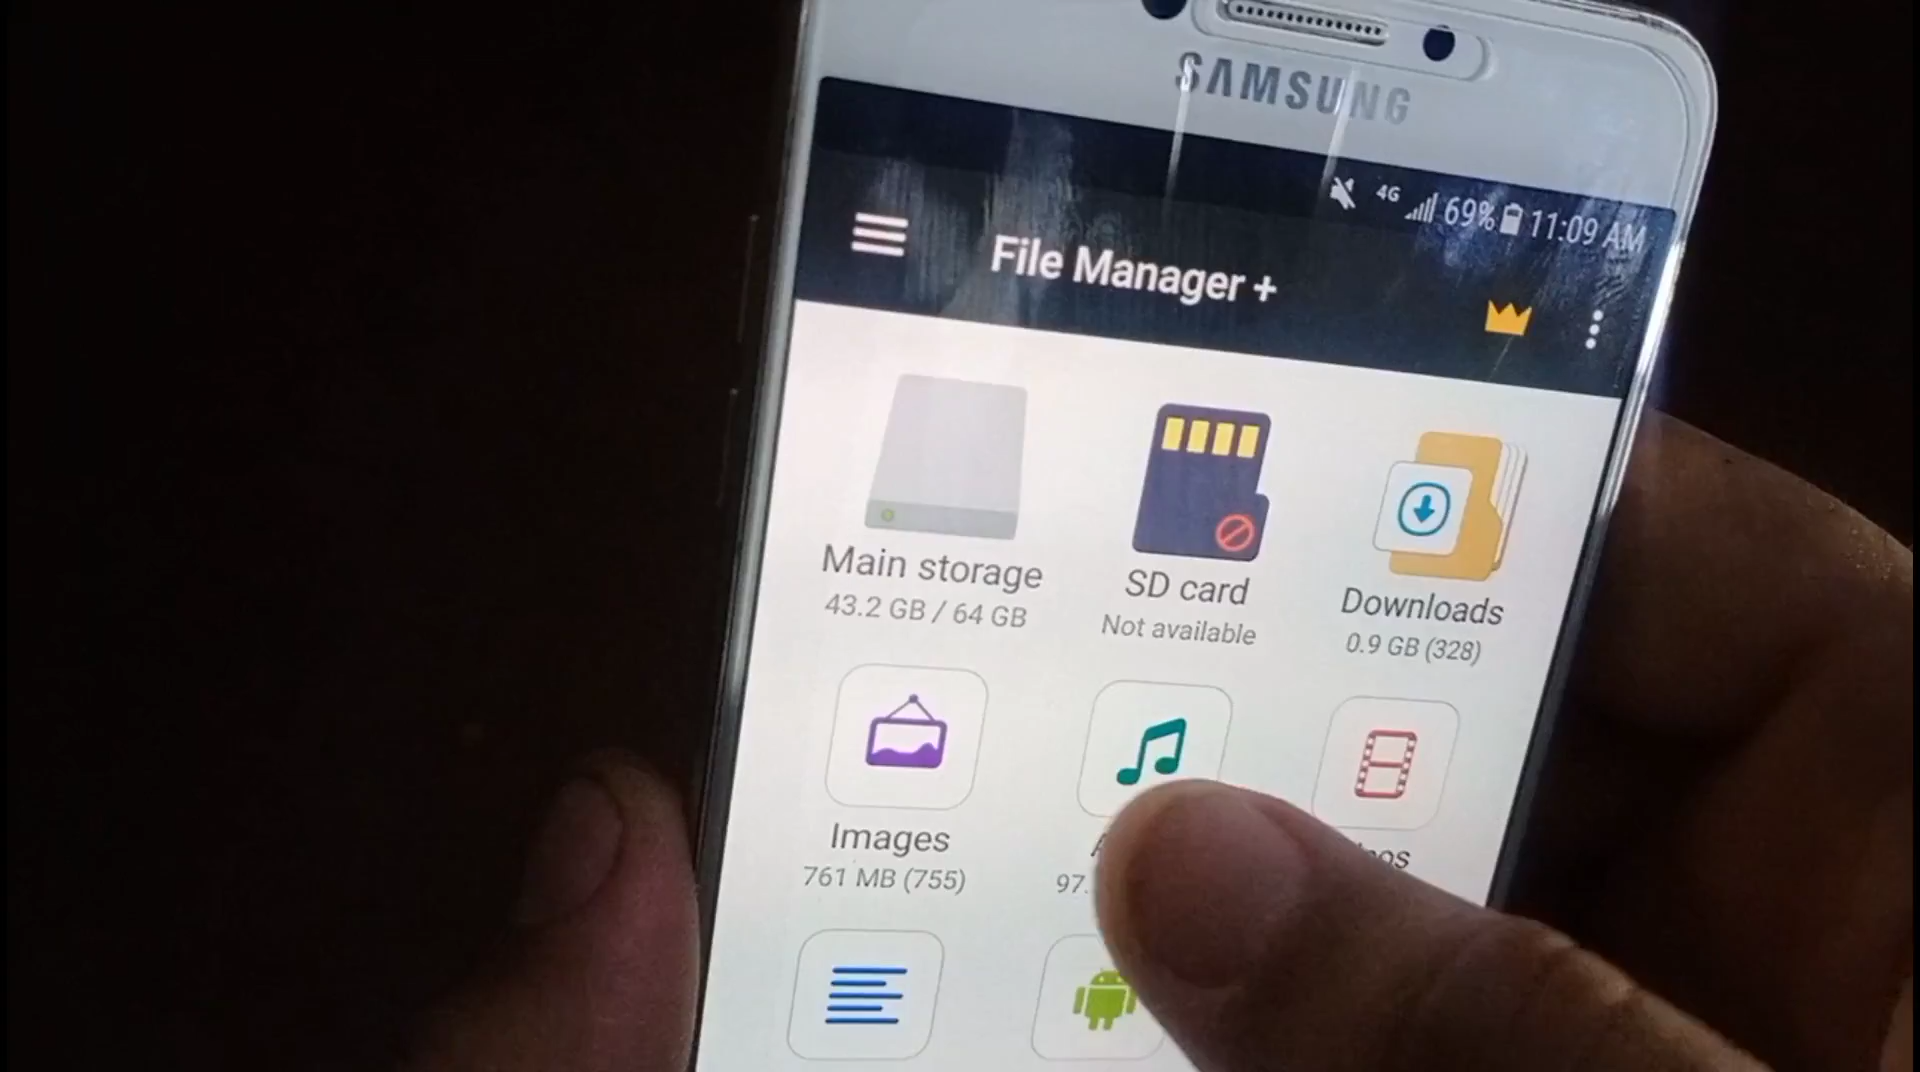 SAMSUNG
4G 69% 11:09 AM
File Manager +
Main storage
43.2 GB / 64 GB
SD card
Not available
Downloads
0.9 GB (328)
Images
761 MB (755)
97.